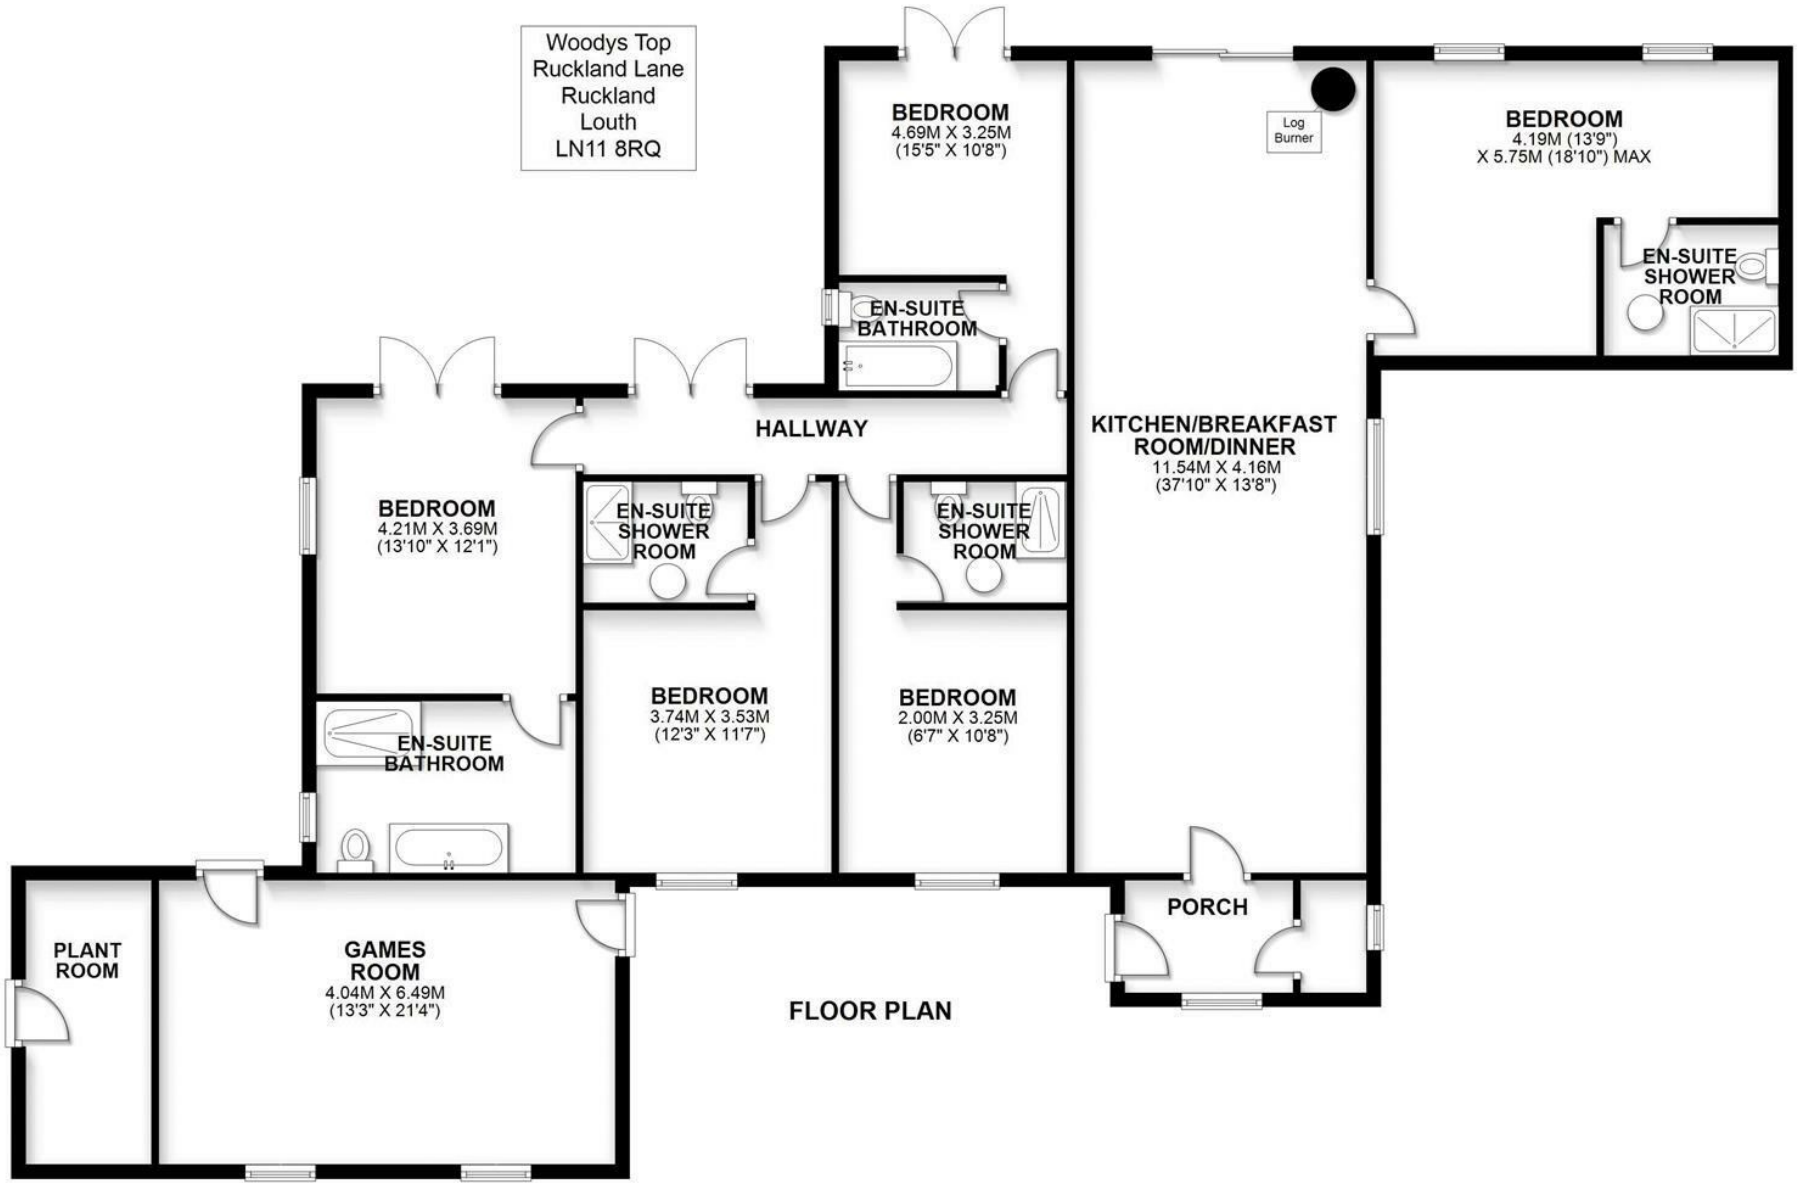 Woodys Top
Ruckland Lane
Ruckland
Louth
LN11 8RQ
BEDROOM
4.69M X 3.25M
(15'5" X 10'8")
Log
Burner
BEDROOM
4.19M (13'9")
X 5.75M (18'10") MAX
EN-SUITE
SHOWER
ROOM
EN-SUITE
BATHROOM
HALLWAY
KITCHEN/BREAKFAST
ROOM/DINNER
11.54M X 4.16M
(37'10" X 13'8")
BEDROOM
4.21M X 3.69M
(13'10" X 12'1")
EN-SUITE
SHOWER
ROOM
EN-SUITE
SHOWER
ROOM
BEDROOM
3.74M X 3.53M
(12'3" X 11'7")
BEDROOM
2.00M X 3.25M
(6'7" X 10'8")
EN-SUITE
BATHROOM
PORCH
PLANT
ROOM
GAMES
ROOM
4.04M X 6.49M
(13'3" X 21'4")
FLOOR PLAN